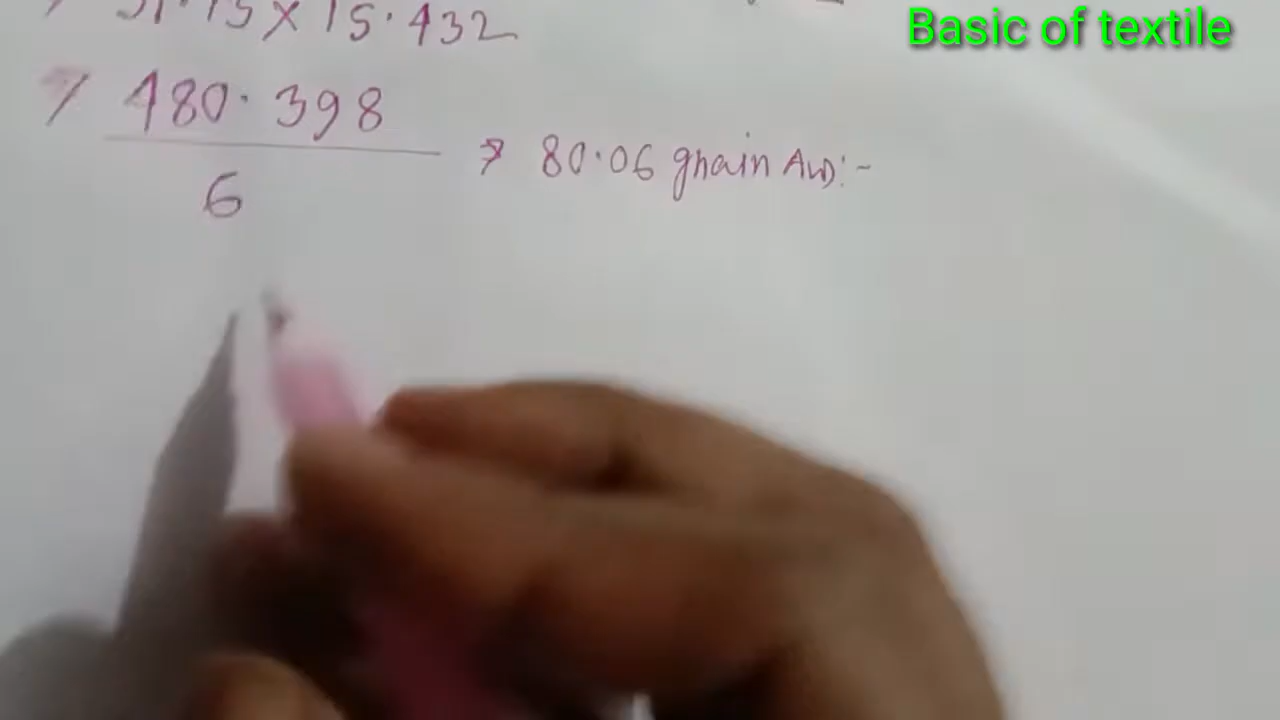 Basic of textile
15.432
480.398
6
80.06 grain Ans:-